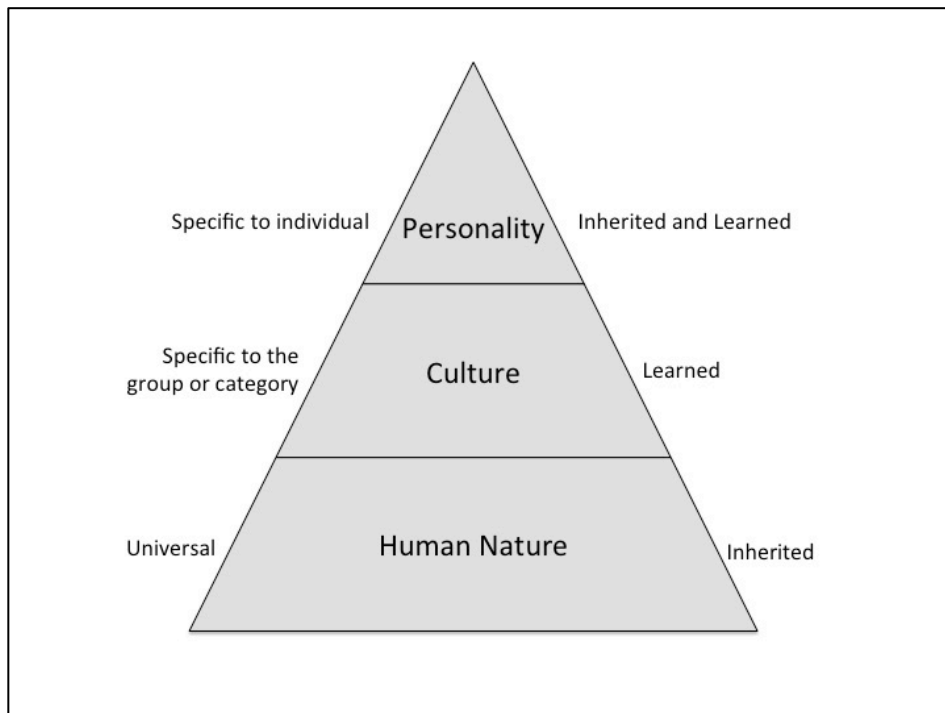 Specific to individual
Personality
Inherited and Learned
Specific to the
group or category
Culture
Learned
Universal
Human Nature
Inherited